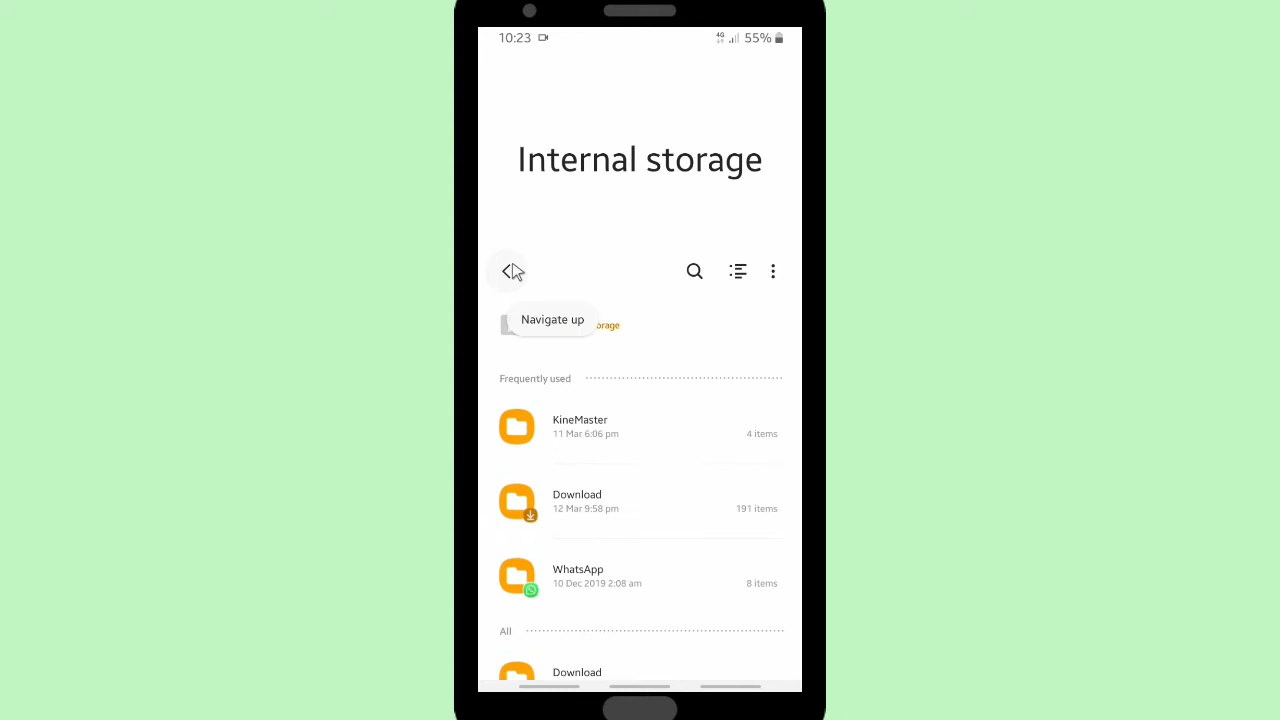 10:23 4G 55%
Internal storage
Navigate up
orage
Frequently used
KineMaster
11 Mar 6:06 pm 4 items
Download
12 Mar 9:58 pm 191 items
WhatsApp
10 Dec 2019 2:08 am 8 items
All
Download